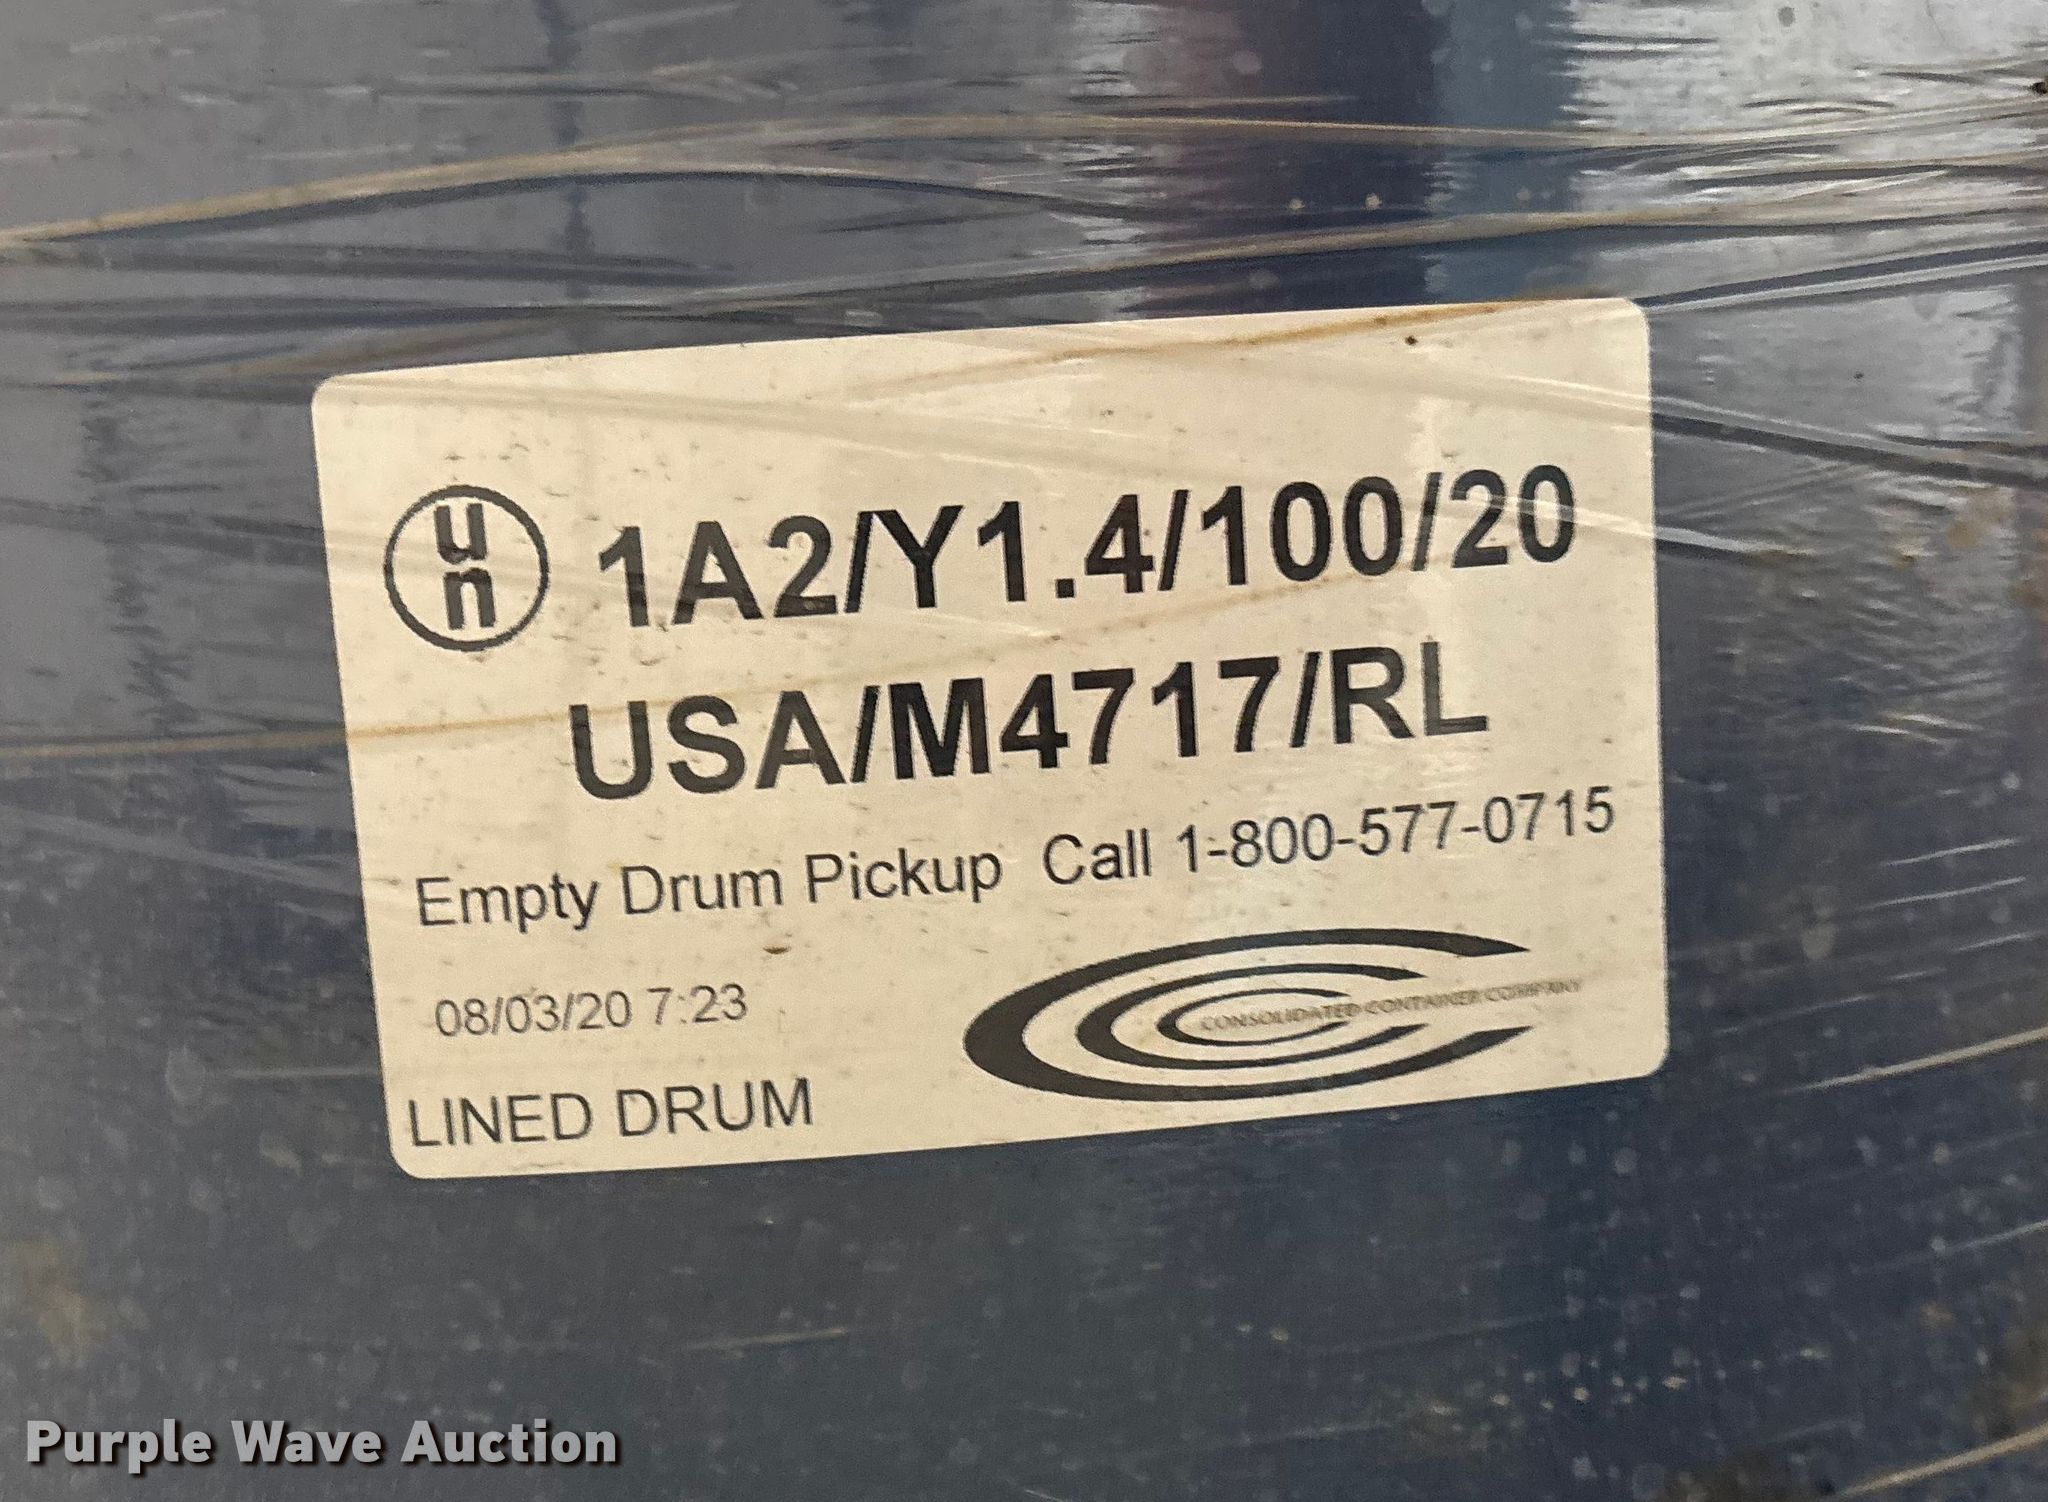 un 1A2/Y1.4/100/20
USA/M4717/RL
Empty Drum Pickup Call 1-800-577-0715
08/03/20 7:23
CONSOLIDATED CONTAINER COMPANY
LINED DRUM
Purple Wave Auction